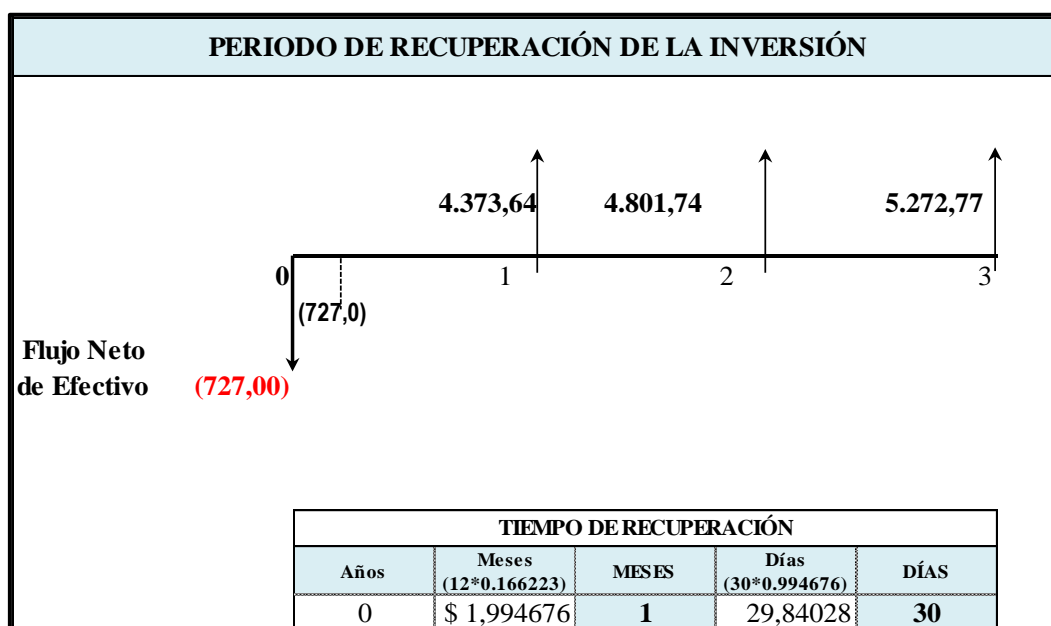 PERIODO DE RECUPERACIÓN DE LA INVERSIÓN
4.373,64 4.801,74 5.272,77
0 1 2 3
(727,0)
Flujo Neto
de Efectivo (727,00)
TIEMPO DE RECUPERACIÓN
Años Meses (12*0.166223) MESES Días (30*0.994676) DÍAS
0 $ 1,994676 1 29,84028 30